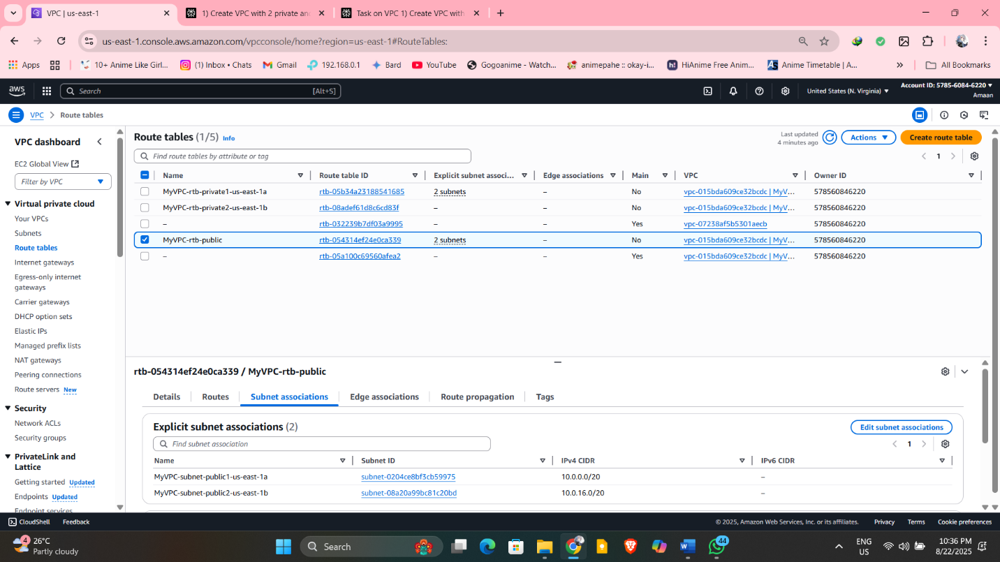 VPC | us-east-1
1) Create VPC with 2 private and
Task on VPC 1) Create VPC with
us-east-1.console.aws.amazon.com/vpcconsole/home?region=us-east-1#RouteTables:
Apps
10+ Anime Like Girl...
(1) Inbox • Chats
Gmail
192.168.0.1
Bard
YouTube
Gogoanime - Watch...
animepahe :: okay-i...
HiAnime Free Anim...
Anime Timetable | A...
All Bookmarks
aws
Search
[Alt+S]
United States (N. Virginia)
Account ID: 5785-6084-6220
Amaan
VPC
Route tables
VPC dashboard
EC2 Global View
Filter by VPC
Virtual private cloud
Your VPCs
Subnets
Route tables
Internet gateways
Egress-only internet
gateways
Carrier gateways
DHCP option sets
Elastic IPs
Managed prefix lists
NAT gateways
Peering connections
Route servers New
Security
Network ACLs
Security groups
PrivateLink and
Lattice
Getting started Updated
Endpoints Updated
Endpoint services
Route tables (1/5) Info
Last updated
4 minutes ago
Actions
Create route table
Find route tables by attribute or tag
1
Name Route table ID Explicit subnet associ... Edge associations Main VPC Owner ID
MyVPC-rtb-private1-us-east-1a rtb-05b34a23188541685 2 subnets – No vpc-015bda609ce32bcdc | MyV... 578560846220
MyVPC-rtb-private2-us-east-1b rtb-08adef61d8c6cd83f – – No vpc-015bda609ce32bcdc | MyV... 578560846220
– rtb-032239b7df03a9995 – – Yes vpc-07238af5b5301aecb 578560846220
MyVPC-rtb-public rtb-054314ef24e0ca339 2 subnets – No vpc-015bda609ce32bcdc | MyV... 578560846220
– rtb-05a100c69560afea2 – – Yes vpc-015bda609ce32bcdc | MyV... 578560846220
rtb-054314ef24e0ca339 / MyVPC-rtb-public
Details Routes Subnet associations Edge associations Route propagation Tags
Explicit subnet associations (2)
Edit subnet associations
Find subnet association
1
Name Subnet ID IPv4 CIDR IPv6 CIDR
MyVPC-subnet-public1-us-east-1a subnet-0204ce8bf3cb59975 10.0.0.0/20 –
MyVPC-subnet-public2-us-east-1b subnet-08a20a99bc81c20bd 10.0.16.0/20 –
CloudShell Feedback © 2025, Amazon Web Services, Inc. or its affiliates. Privacy Terms Cookie preferences
4
26°C
Partly cloudy
Search
44
ENG
US
10:36 PM
8/22/2025